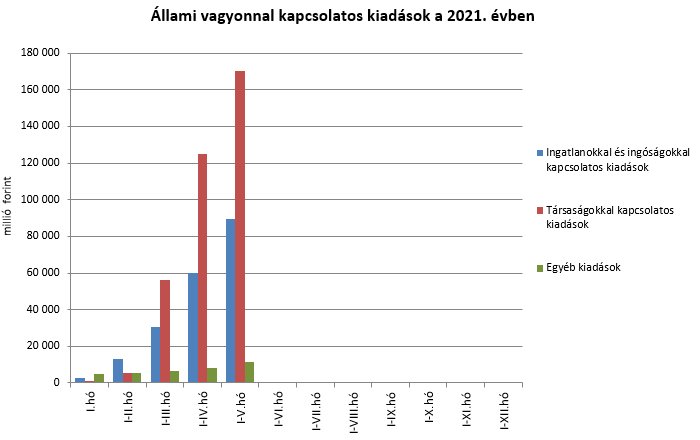 Állami vagyonnal kapcsolatos kiadások a 2021. évben
180 000
160 000
140 000
120 000
100 000
80 000
60 000
40 000
20 000
0
millió forint
I.hó
I-II.hó
I-III.hó
I-IV.hó
I-V.hó
I-VI.hó
I-VII.hó
I-VIII.hó
I-IX.hó
I-X.hó
I-XI.hó
I-XII.hó
Ingatlanokkal és ingóságokkal
kapcsolatos kiadások
Társaságokkal kapcsolatos
kiadások
Egyéb kiadások